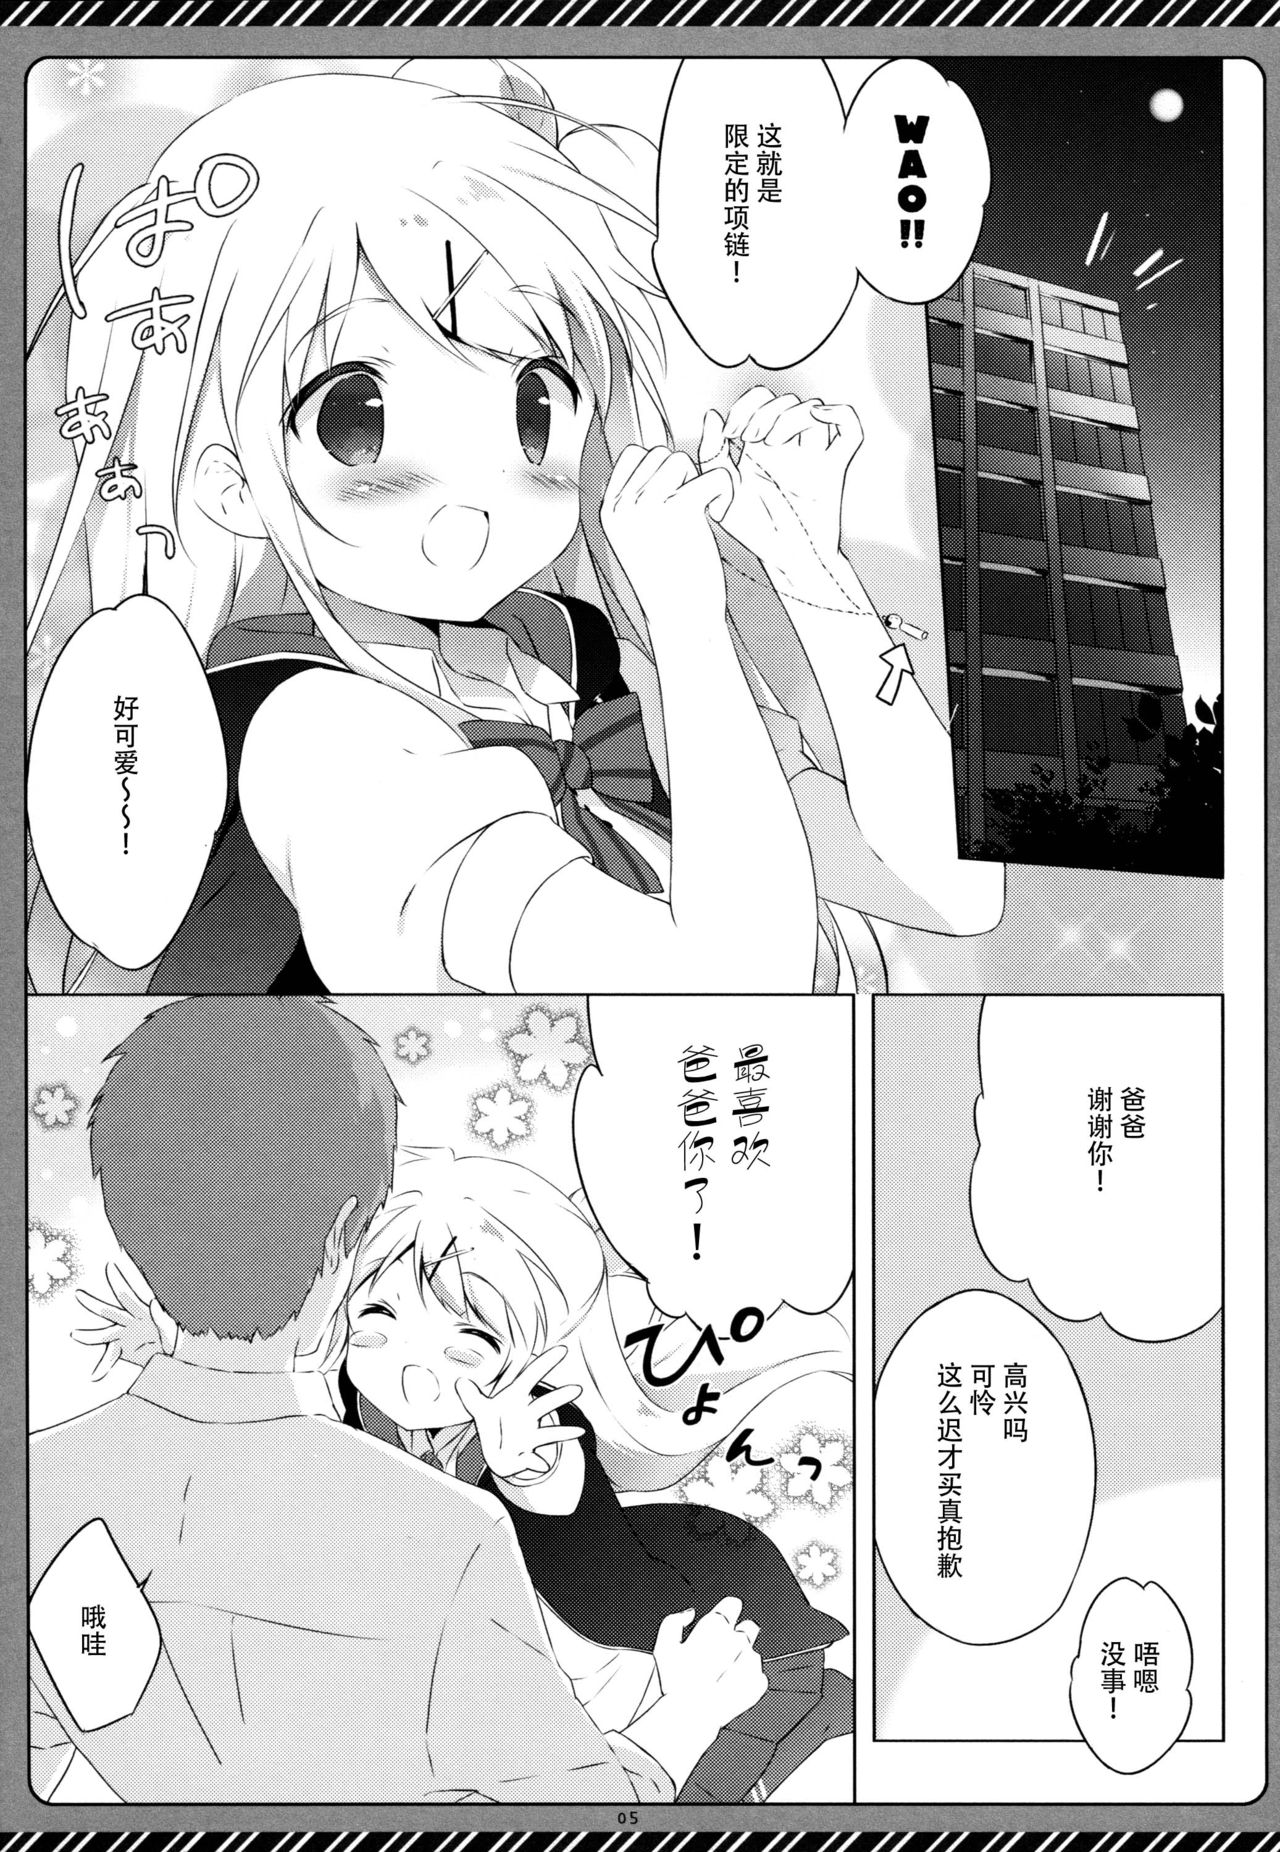 WAO!!
这就是
限定的项链！
ぱぁぁぁぁっ
好可爱～～！
爸爸
谢谢你！
高兴吗
可怜
这么迟才买真抱歉
唔嗯
没事！
最喜欢
爸爸你了！
ぴょんっ
哦哇
05